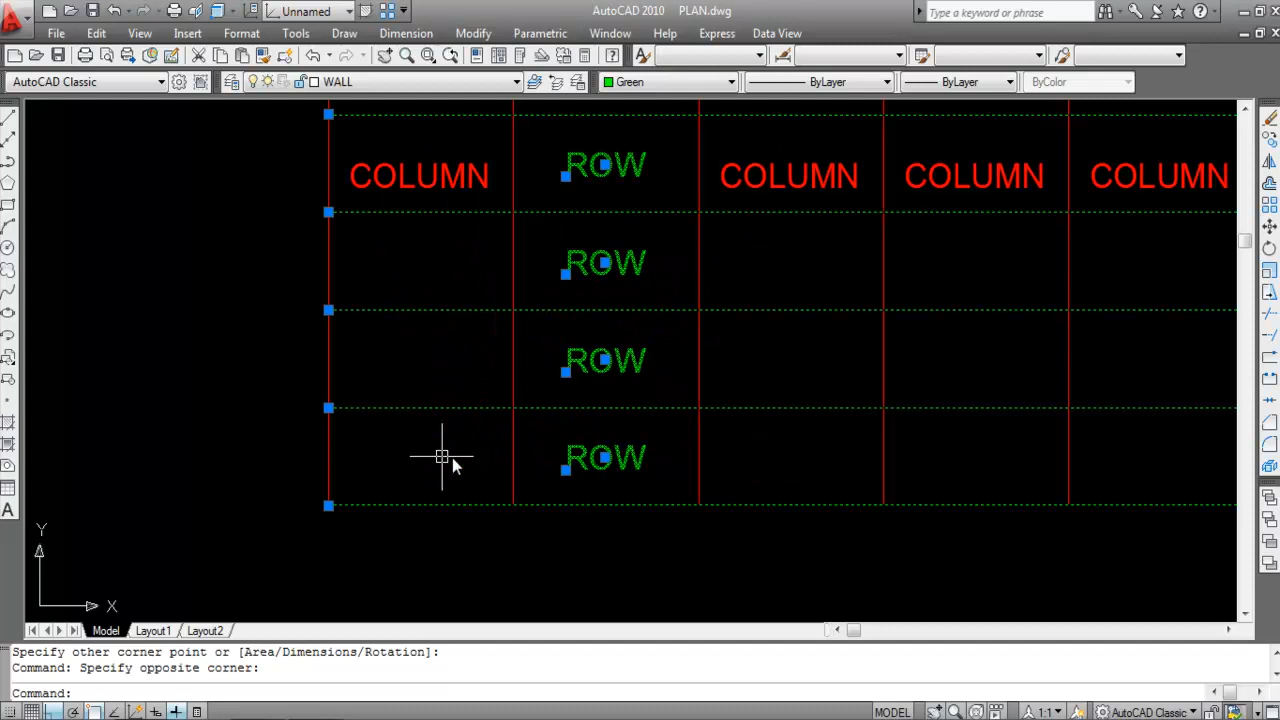 Unnamed
AutoCAD 2010 PLAN.dwg
Type a keyword or phrase
File Edit View Insert Format Tools Draw Dimension Modify Parametric Window Help Express Data View
AutoCAD Classic
WALL
Green
ByLayer
ByLayer
ByColor
COLUMN ROW COLUMN COLUMN COLUMN
ROW
ROW
ROW
Y
X
Model Layout1 Layout2
Specify other corner point or [Area/Dimensions/Rotation]:
Command: Specify opposite corner:
Command:
MODEL 1:1 AutoCAD Classic